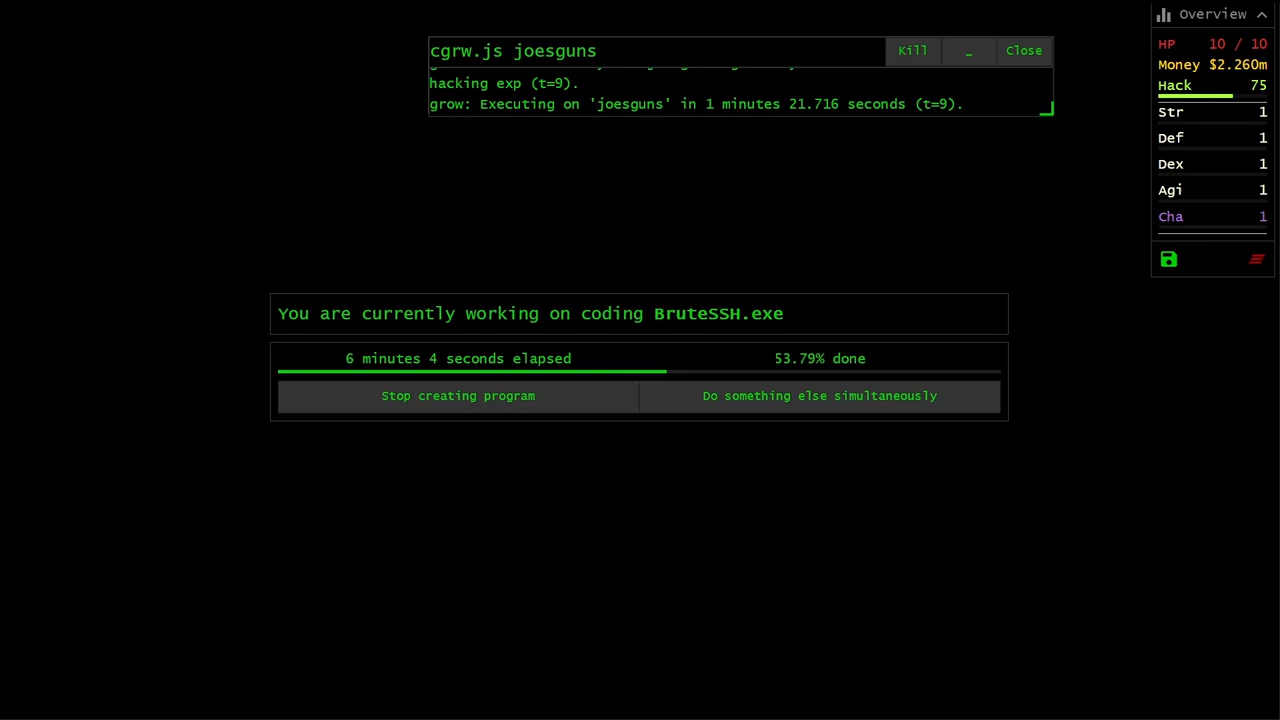 Overview
HP 10 / 10
Money $2.260m
Hack 75
Str 1
Def 1
Dex 1
Agi 1
Cha 1
cgrw.js joesguns Kill _ Close
hacking exp (t=9).
grow: Executing on 'joesguns' in 1 minutes 21.716 seconds (t=9).
You are currently working on coding BruteSSH.exe
6 minutes 4 seconds elapsed 53.79% done
Stop creating program Do something else simultaneously